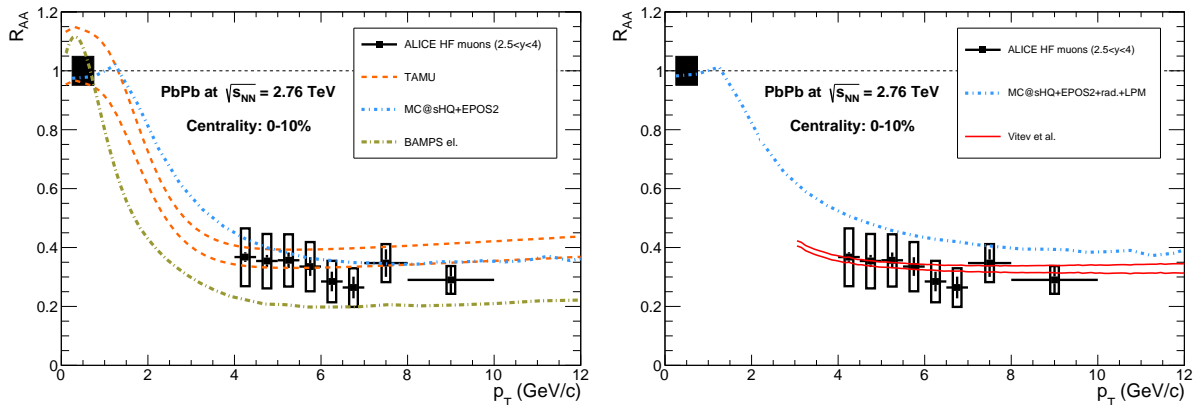 R_AA
1.2
1
0.8
0.6
0.4
0.2
0
ALICE HF muons (2.5<y<4)
TAMU
MC@sHQ+EPOS2
BAMPS el.
PbPb at √s_NN = 2.76 TeV
Centrality: 0-10%
0 2 4 6 8 10 12
p_T (GeV/c)
R_AA
1.2
1
0.8
0.6
0.4
0.2
0
ALICE HF muons (2.5<y<4)
MC@sHQ+EPOS2+rad.+LPM
Vitev et al.
PbPb at √s_NN = 2.76 TeV
Centrality: 0-10%
0 2 4 6 8 10 12
p_T (GeV/c)